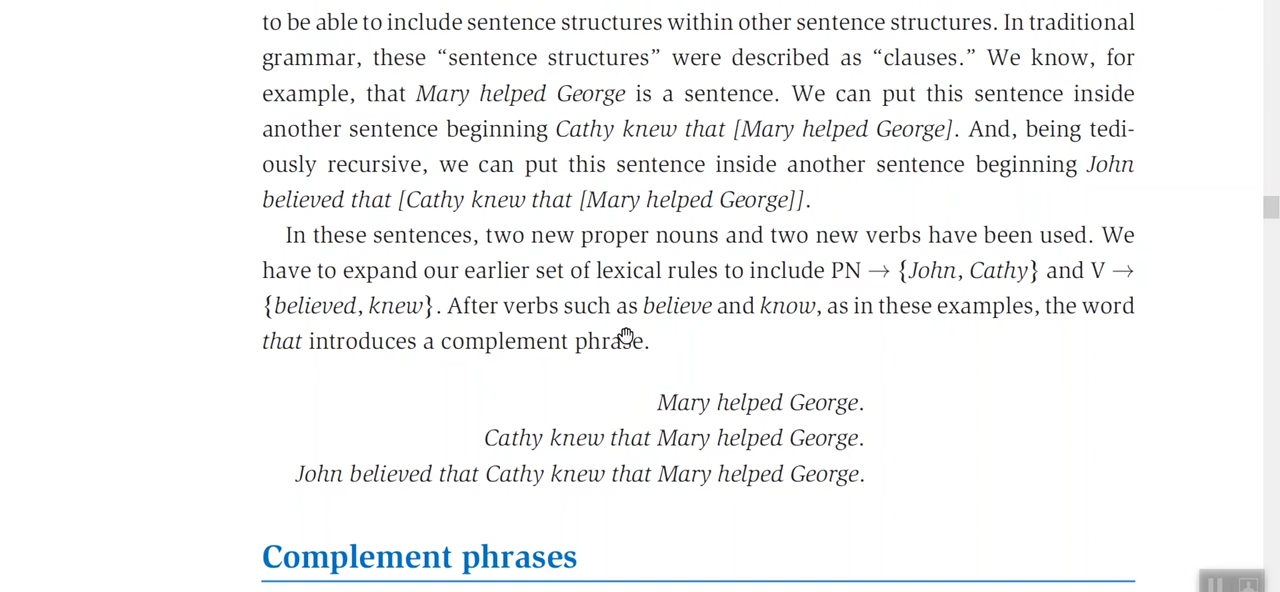 to be able to include sentence structures within other sentence structures. In traditional
grammar, these “sentence structures” were described as “clauses.” We know, for
example, that Mary helped George is a sentence. We can put this sentence inside
another sentence beginning Cathy knew that [Mary helped George]. And, being tedi-
ously recursive, we can put this sentence inside another sentence beginning John
believed that [Cathy knew that [Mary helped George]].
In these sentences, two new proper nouns and two new verbs have been used. We
have to expand our earlier set of lexical rules to include PN → {John, Cathy} and V →
{believed, knew}. After verbs such as believe and know, as in these examples, the word
that introduces a complement phrase.
Mary helped George.
Cathy knew that Mary helped George.
John believed that Cathy knew that Mary helped George.
Complement phrases